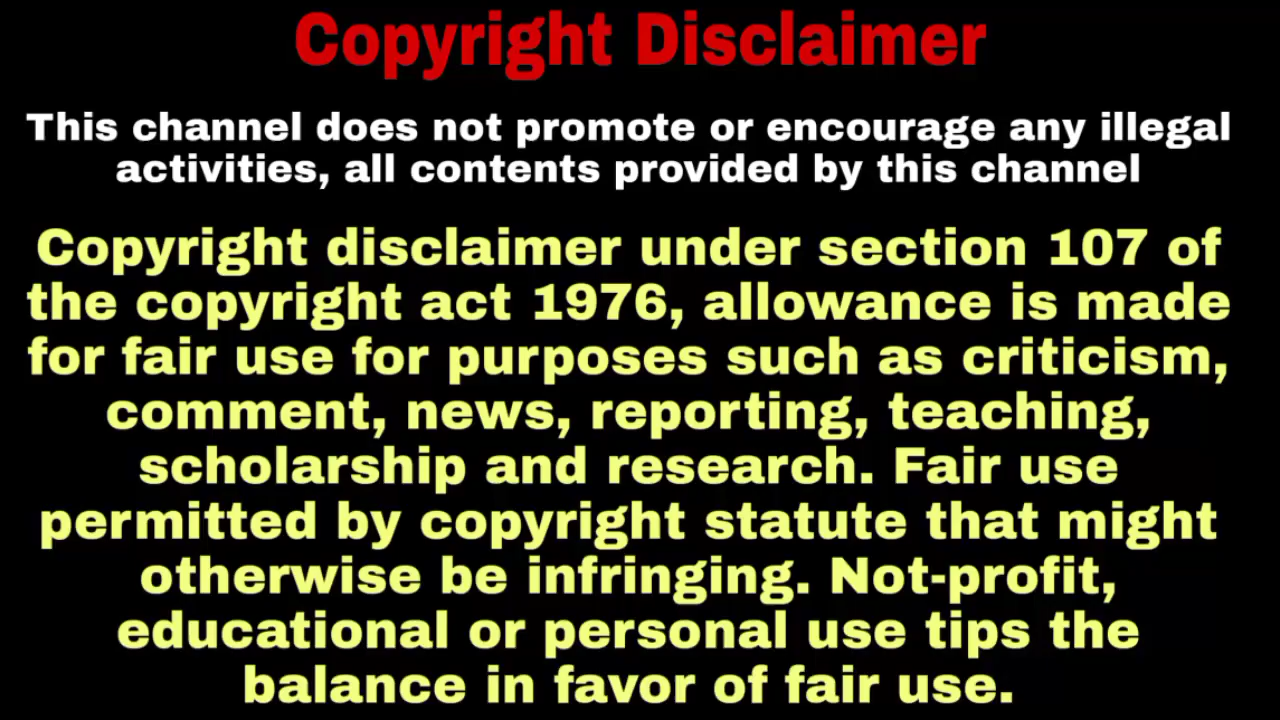 Copyright Disclaimer
This channel does not promote or encourage any illegal
activities, all contents provided by this channel
Copyright disclaimer under section 107 of
the copyright act 1976, allowance is made
for fair use for purposes such as criticism,
comment, news, reporting, teaching,
scholarship and research. Fair use
permitted by copyright statute that might
otherwise be infringing. Not-profit,
educational or personal use tips the
balance in favor of fair use.